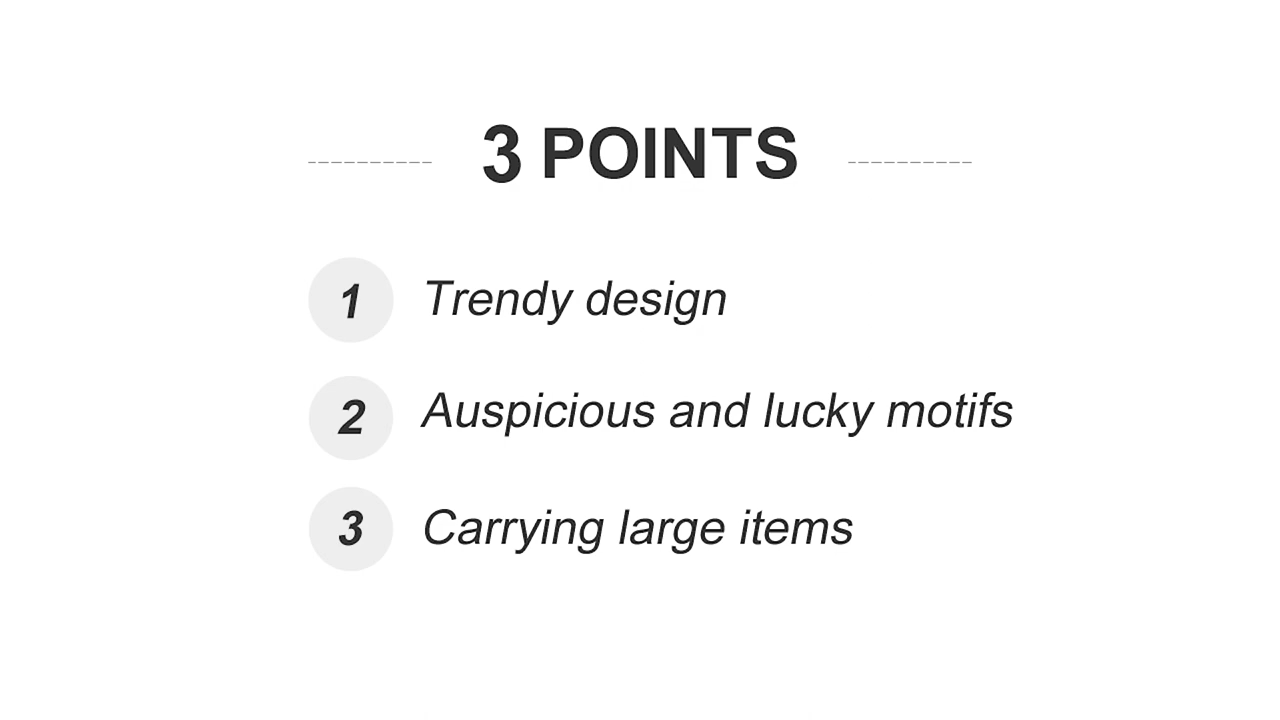 3 POINTS
1 Trendy design
2 Auspicious and lucky motifs
3 Carrying large items